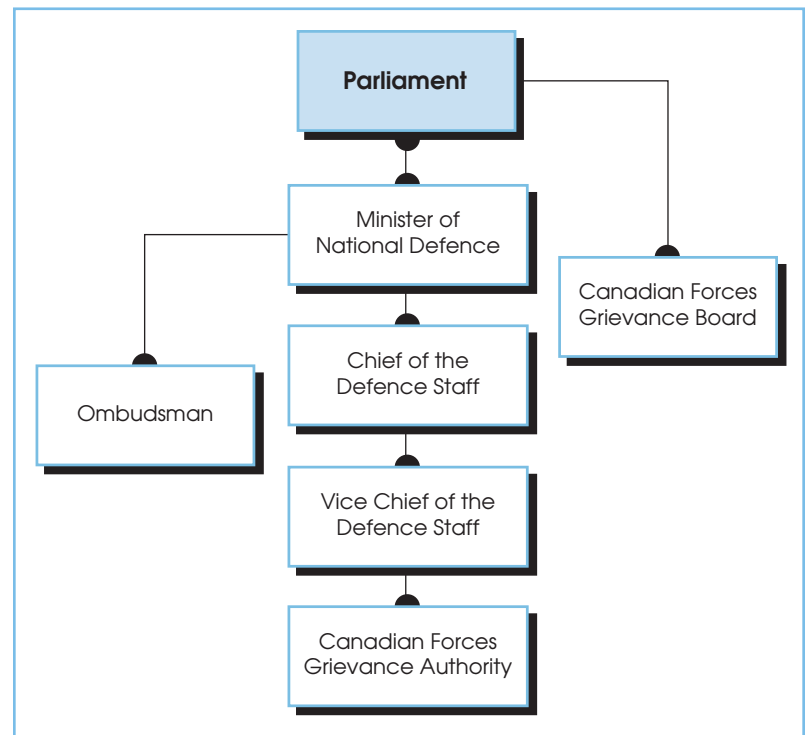 Parliament
Minister of
National Defence
Canadian Forces
Grievance Board
Chief of the
Defence Staff
Ombudsman
Vice Chief of the
Defence Staff
Canadian Forces
Grievance Authority